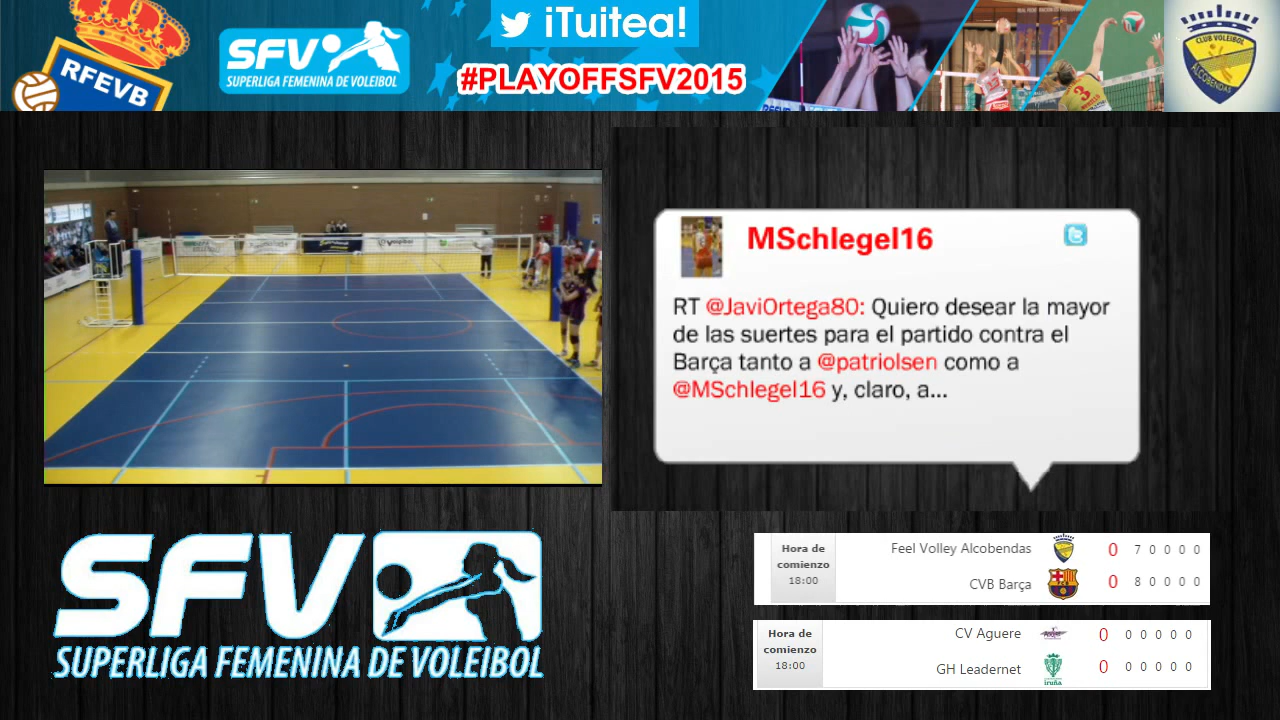 RFEVB
SFV
SUPERLIGA FEMENINA DE VOLEIBOL
iTuitea!
#PLAYOFFSFV2015
CLUB VOLEIBOL
ALCOBENDAS
3
MSchlegel16
RT @JaviOrtega80: Quiero desear la mayor
de las suertes para el partido contra el
Barça tanto a @patriolsen como a
@MSchlegel16 y, claro, a...
SFV
SUPERLIGA FEMENINA DE VOLEIBOL
Hora de
comienzo
18:00
Feel Volley Alcobendas 0 7 0 0 0 0
CVB Barça 0 8 0 0 0 0
Hora de
comienzo
18:00
CV Aguere 0 0 0 0 0 0
GH Leadernet 0 0 0 0 0 0
iruña